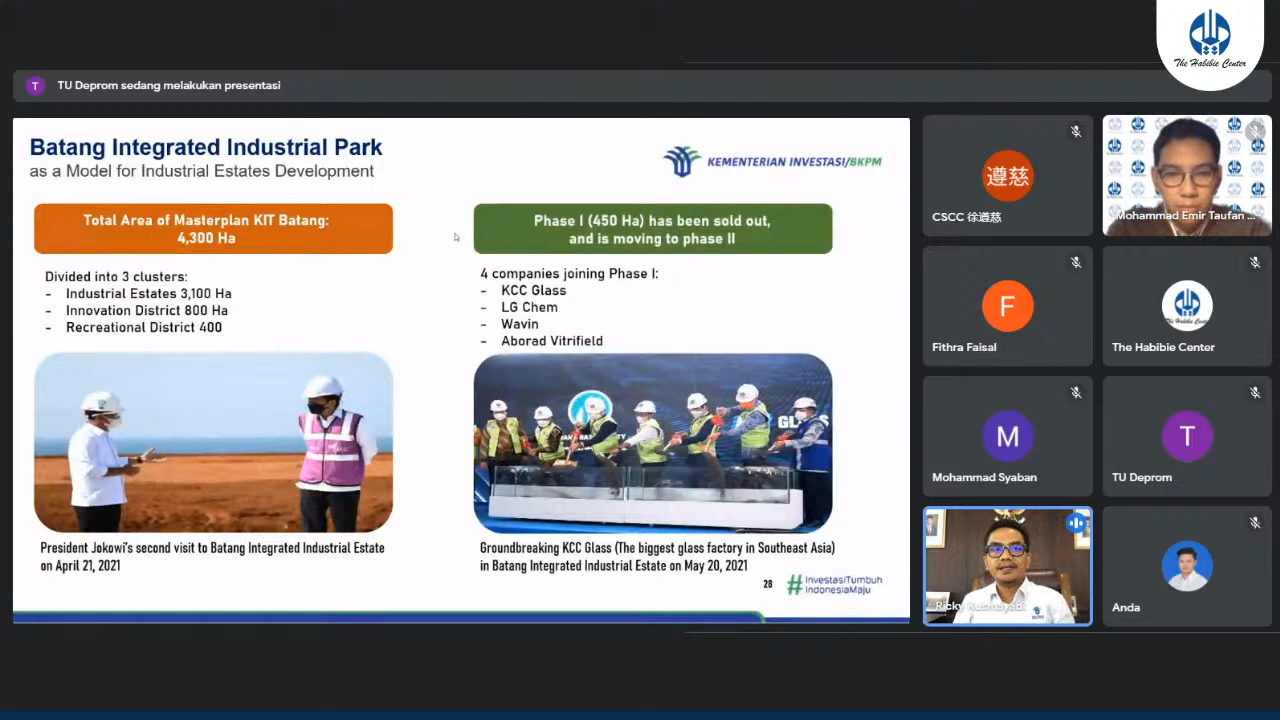 The Habibie Center
T
TU Deprom sedang melakukan presentasi
Batang Integrated Industrial Park
as a Model for Industrial Estates Development
KEMENTERIAN INVESTASI/BKPM
Total Area of Masterplan KIT Batang:
4,300 Ha
Divided into 3 clusters:
- Industrial Estates 3,100 Ha
- Innovation District 800 Ha
- Recreational District 400
Phase I (450 Ha) has been sold out,
and is moving to phase II
4 companies joining Phase I:
- KCC Glass
- LG Chem
- Wavin
- Aborad Vitrifield
President Jokowi's second visit to Batang Integrated Industrial Estate
on April 21, 2021
Groundbreaking KCC Glass (The biggest glass factory in Southeast Asia)
in Batang Integrated Industrial Estate on May 20, 2021
28
#InvestasiTumbuh
IndonesiaMaju
遵慈
CSCC 徐遵慈
Mohammad Emir Taufan ...
F
Fithra Faisal
The Habibie Center
The Habibie Center
M
Mohammad Syaban
T
TU Deprom
Ricky Kusmayadi
Anda